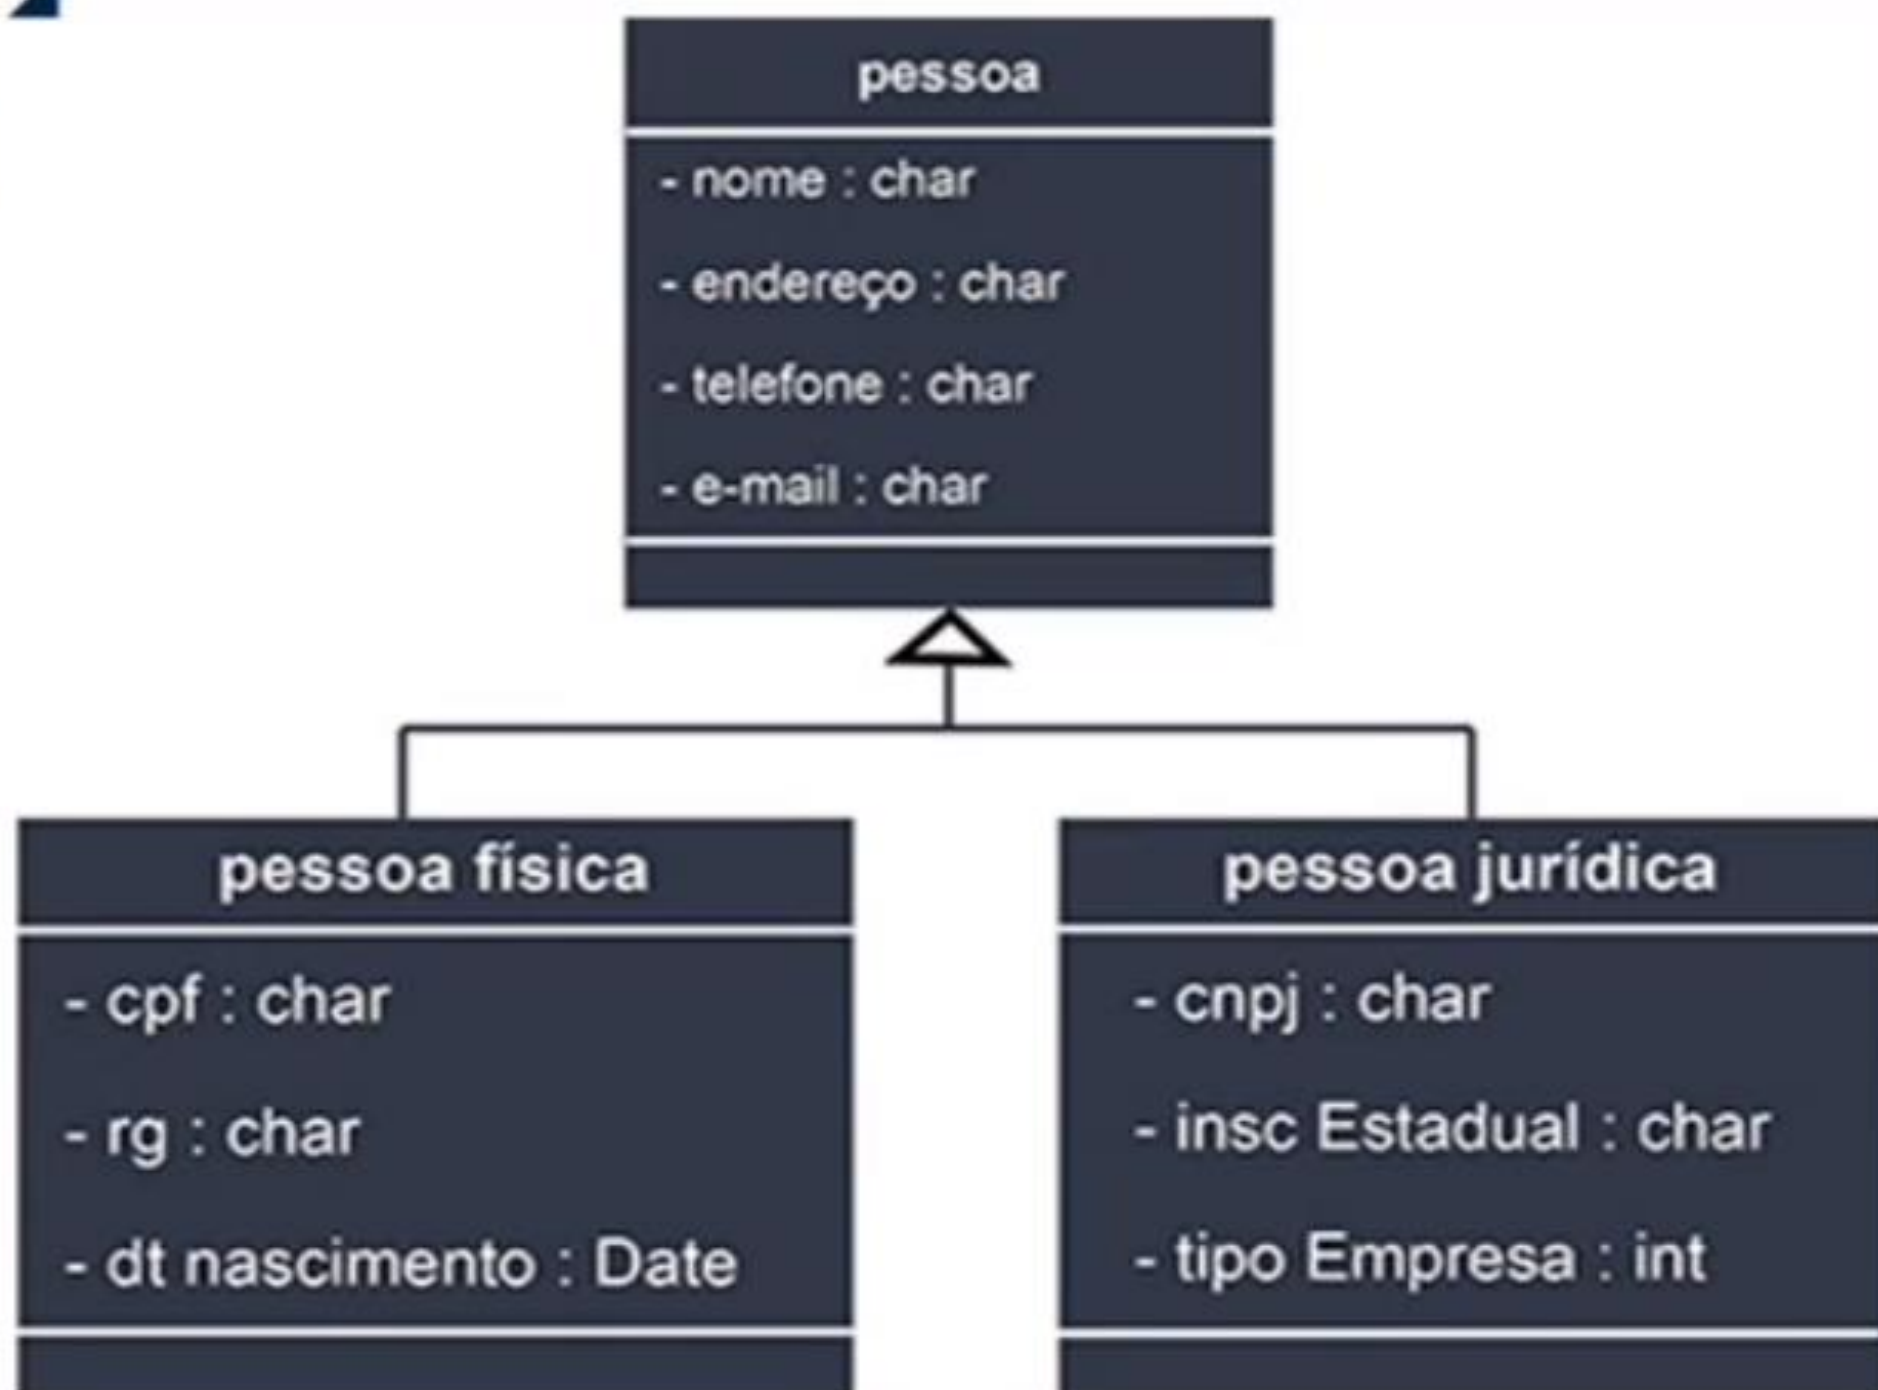 pessoa
- nome : char
- endereço : char
- telefone : char
- e-mail : char
pessoa física
- cpf : char
- rg : char
- dt nascimento : Date
pessoa jurídica
- cnpj : char
- insc Estadual : char
- tipo Empresa : int